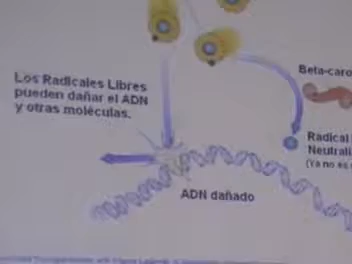 Los Radicales Libres
pueden dañar el ADN
y otras moléculas.
Beta-caro
Radical
Neutrali
(Ya no es
ADN dañado